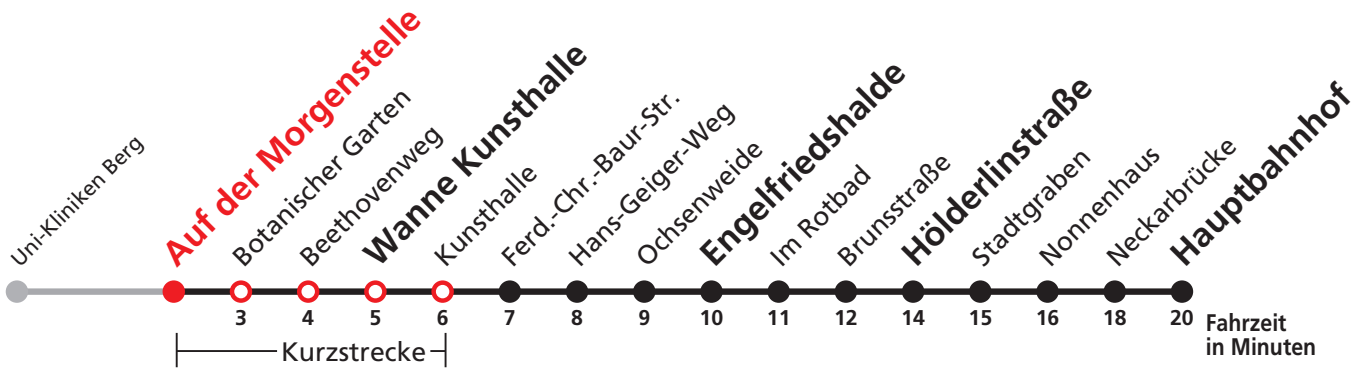 Uni-Kliniken Berg
Auf der Morgenstelle
Botanischer Garten
Beethovenweg
Wanne Kunsthalle
Kunsthalle
Ferd.-Chr.-Baur-Str.
Hans-Geiger-Weg
Ochsenweide
Engelfriedshalde
Im Rotbad
Brunsstraße
Hölderlinstraße
Stadtgraben
Nonnenhaus
Neckarbrücke
Hauptbahnhof
3 4 5 6 7 8 9 10 11 12 14 15 16 18 20
Fahrzeit
in Minuten
Kurzstrecke